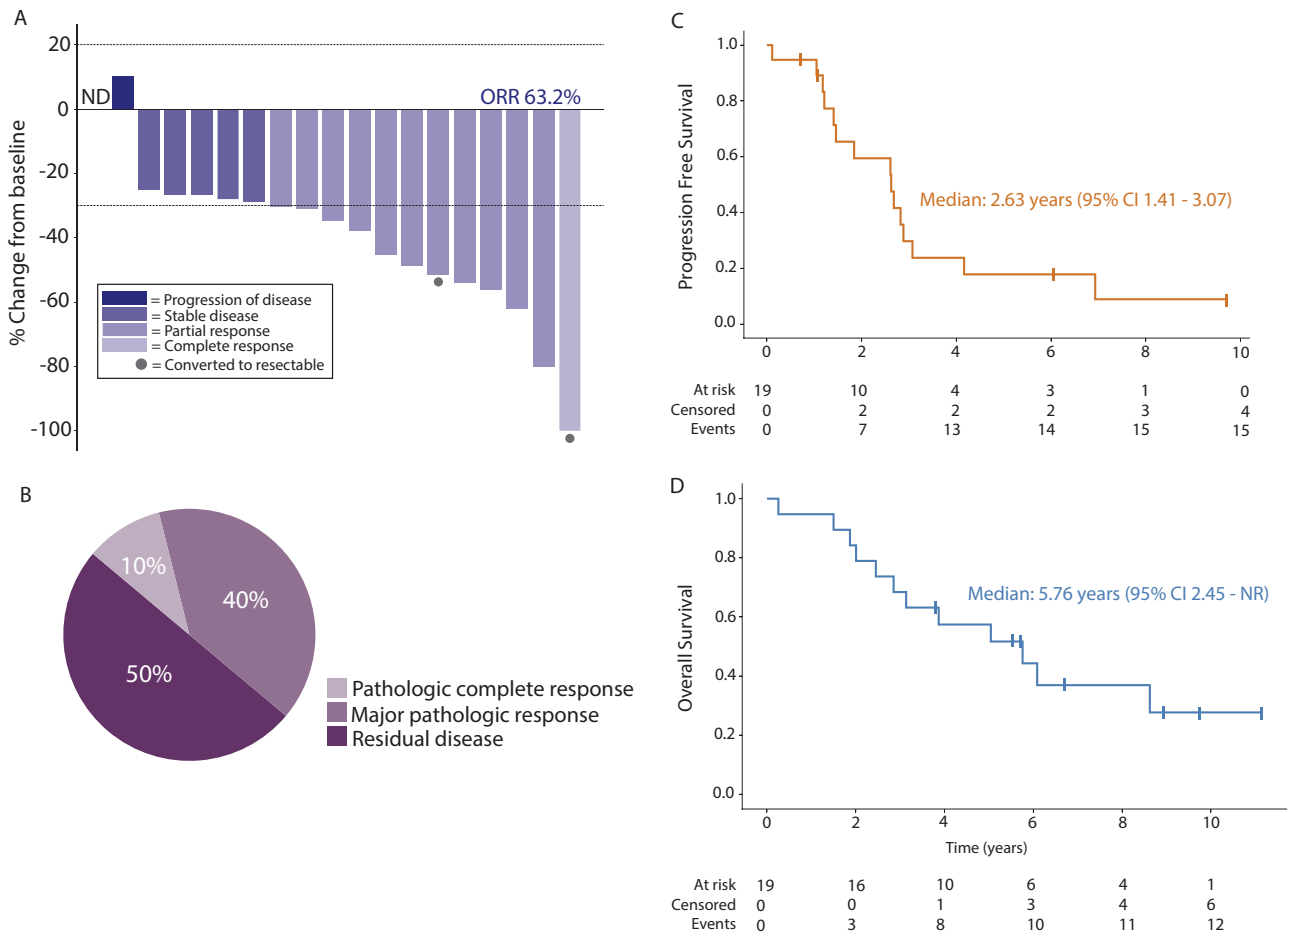 A
% Change from baseline
20
0
-20
-40
-60
-80
-100
ND
ORR 63.2%
= Progression of disease
= Stable disease
= Partial response
= Complete response
= Converted to resectable
B
10%
40%
50%
Pathologic complete response
Major pathologic response
Residual disease
C
Progression Free Survival
1.0
0.8
0.6
0.4
0.2
0.0
Median: 2.63 years (95% CI 1.41 - 3.07)
0 2 4 6 8 10
At risk 19 10 4 3 1 0
Censored 0 2 2 2 3 4
Events 0 7 13 14 15 15
D
Overall Survival
1.0
0.8
0.6
0.4
0.2
0.0
Median: 5.76 years (95% CI 2.45 - NR)
0 2 4 6 8 10
Time (years)
At risk 19 16 10 6 4 1
Censored 0 0 1 3 4 6
Events 0 3 8 10 11 12